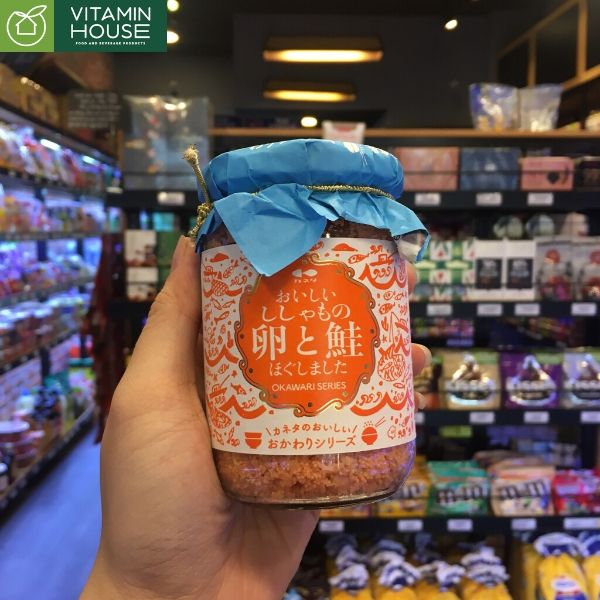 VITAMIN
HOUSE
FOOD AND BEVERAGE PRODUCTS
おいしい
ししゃもの
卵と鮭
ほぐしました
OKAWARI SERIES
カネタのおいしい
おかわりシリーズ
m&m